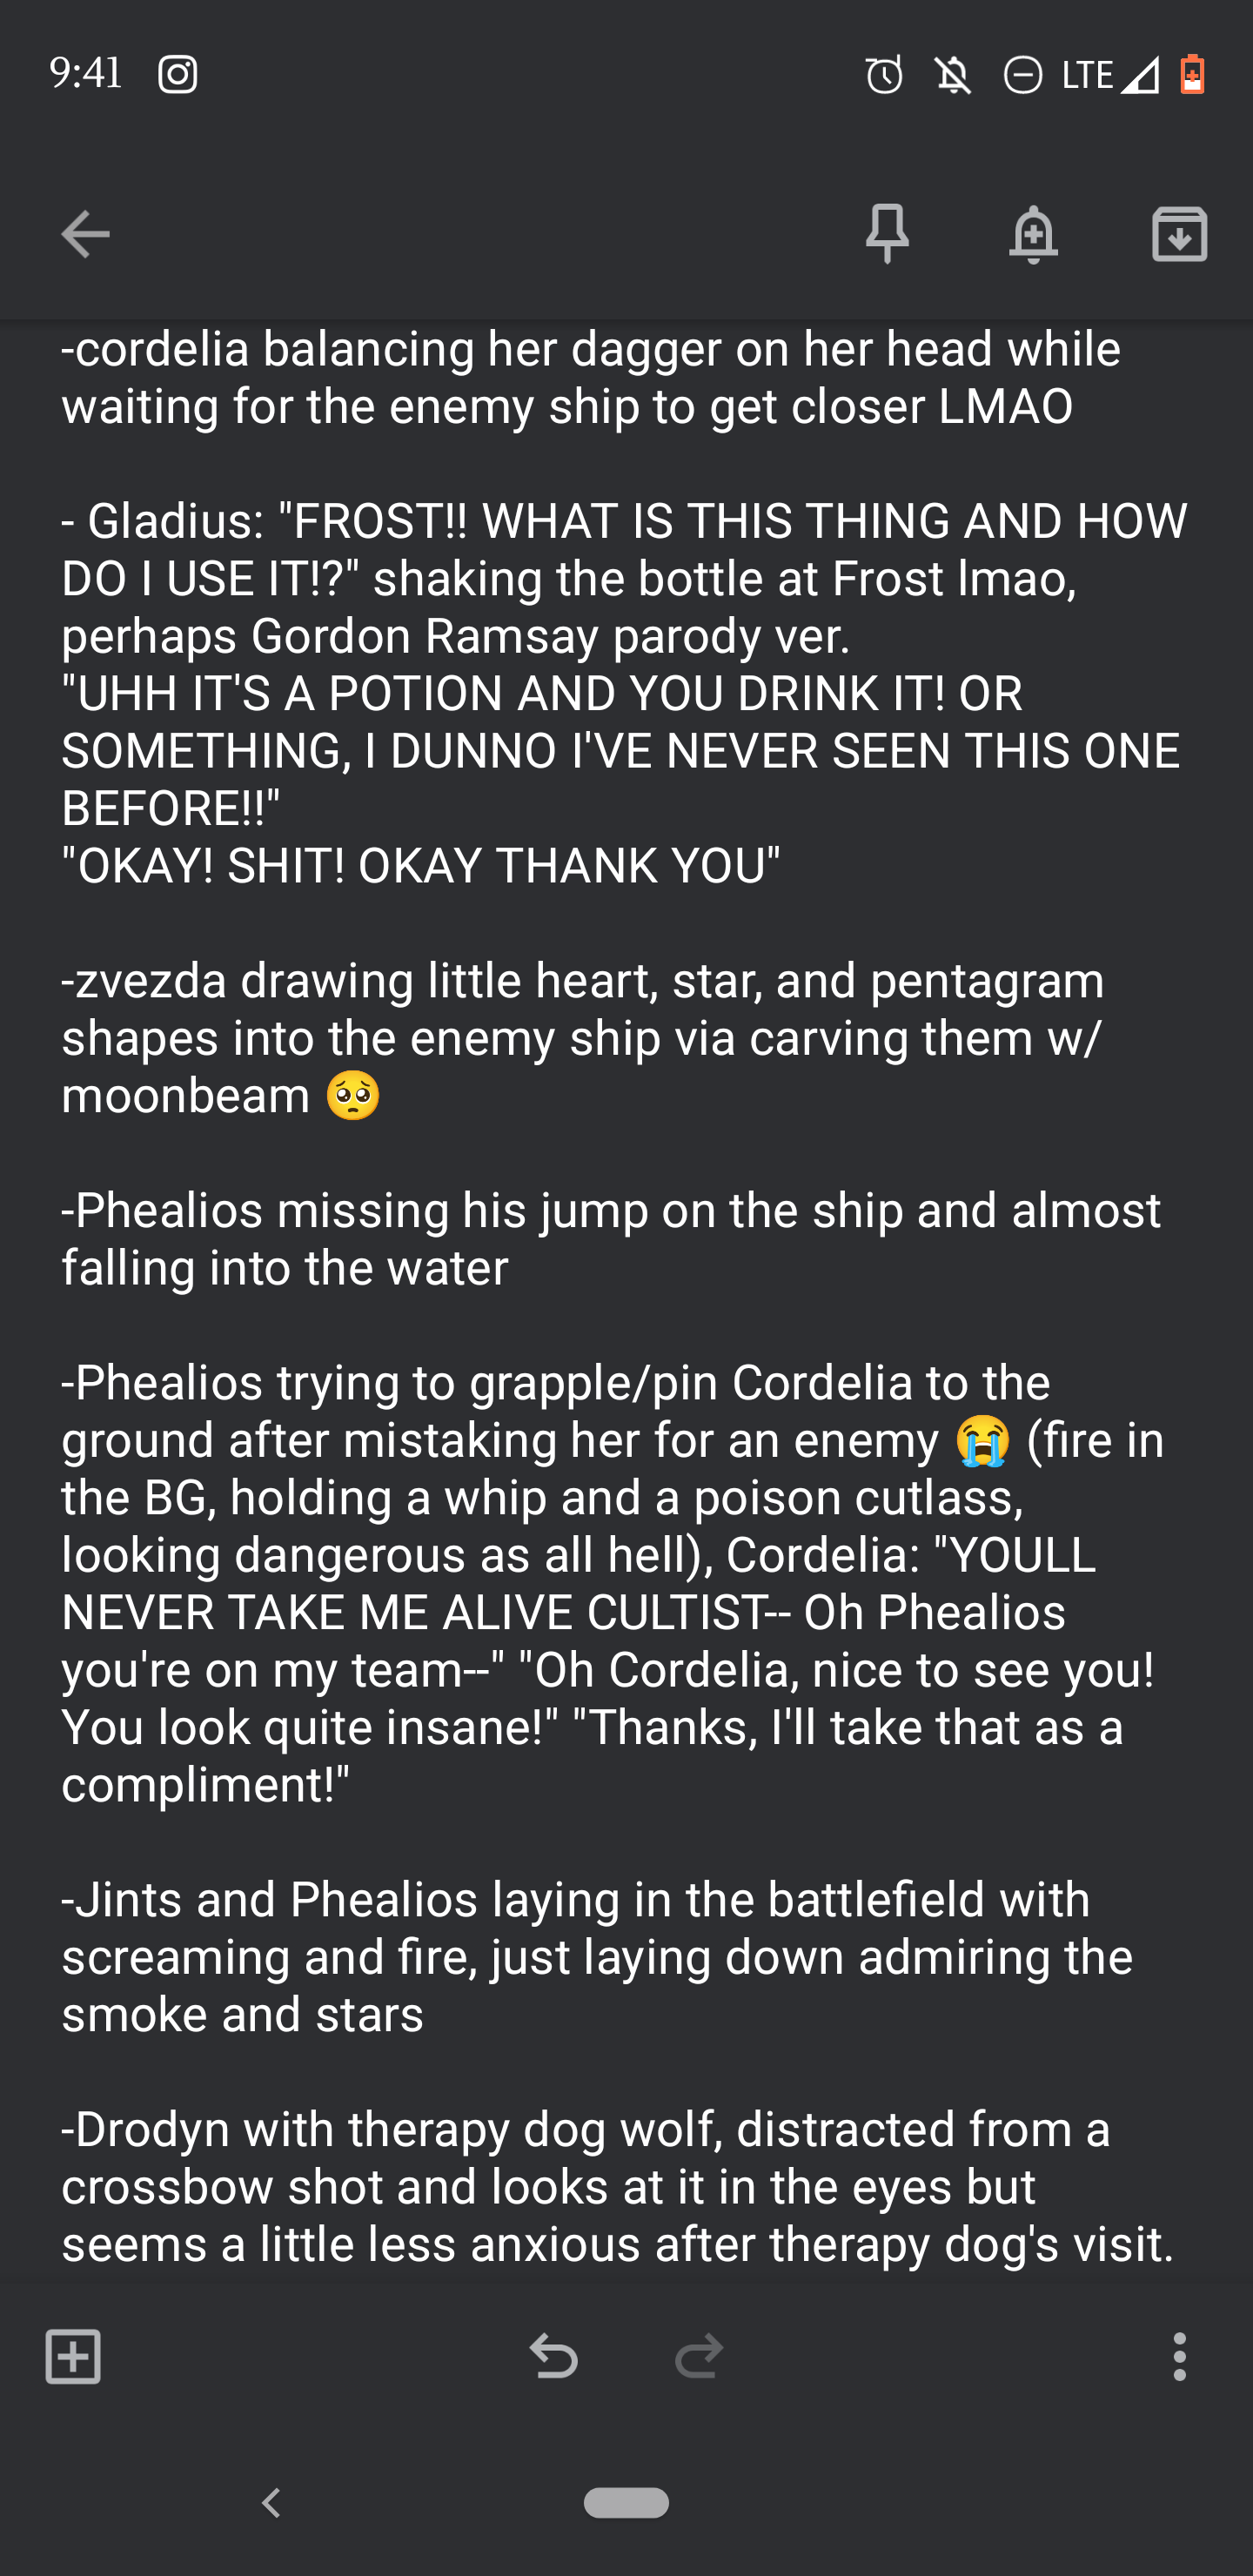 9:41
LTE
-cordelia balancing her dagger on her head while
waiting for the enemy ship to get closer LMAO
- Gladius: "FROST!! WHAT IS THIS THING AND HOW
DO I USE IT!?" shaking the bottle at Frost lmao,
perhaps Gordon Ramsay parody ver.
"UHH IT'S A POTION AND YOU DRINK IT! OR
SOMETHING, I DUNNO I'VE NEVER SEEN THIS ONE
BEFORE!!"
"OKAY! SHIT! OKAY THANK YOU"
-zvezda drawing little heart, star, and pentagram
shapes into the enemy ship via carving them w/
moonbeam 🥺
-Phealios missing his jump on the ship and almost
falling into the water
-Phealios trying to grapple/pin Cordelia to the
ground after mistaking her for an enemy 😭 (fire in
the BG, holding a whip and a poison cutlass,
looking dangerous as all hell), Cordelia: "YOULL
NEVER TAKE ME ALIVE CULTIST-- Oh Phealios
you're on my team--" "Oh Cordelia, nice to see you!
You look quite insane!" "Thanks, I'll take that as a
compliment!"
-Jints and Phealios laying in the battlefield with
screaming and fire, just laying down admiring the
smoke and stars
-Drodyn with therapy dog wolf, distracted from a
crossbow shot and looks at it in the eyes but
seems a little less anxious after therapy dog's visit.